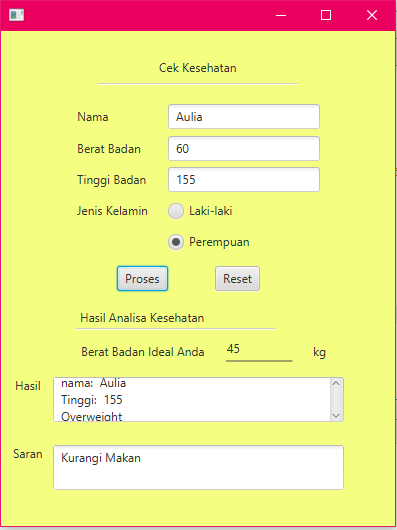 Cek Kesehatan
Nama Aulia
Berat Badan 60
Tinggi Badan 155
Jenis Kelamin Laki-laki
Perempuan
Proses Reset
Hasil Analisa Kesehatan
Berat Badan Ideal Anda 45 kg
Hasil nama: Aulia
Tinggi: 155
Overweight
Saran Kurangi Makan